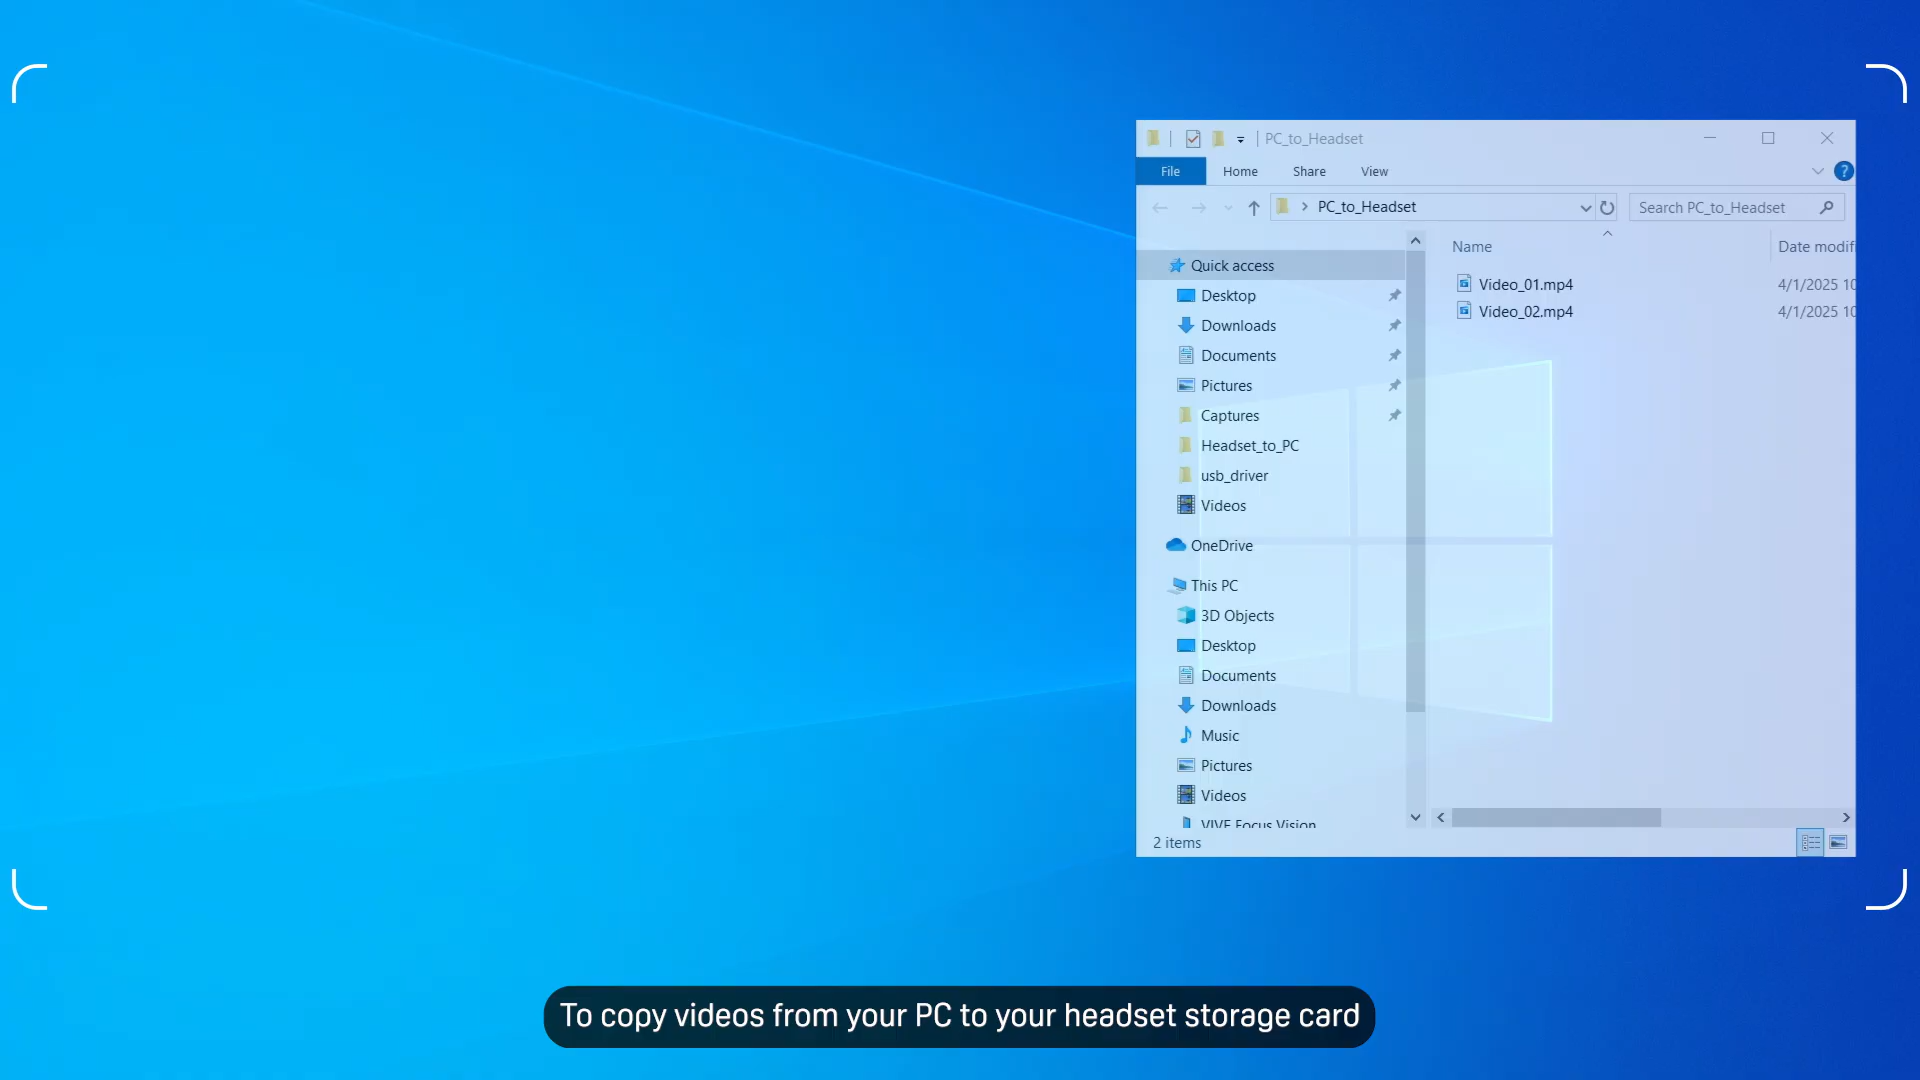 PC_to_Headset
File Home Share View
PC_to_Headset
Search PC_to_Headset
Name Date modif
Quick access
Desktop
Downloads
Documents
Pictures
Captures
Headset_to_PC
usb_driver
Videos
OneDrive
This PC
3D Objects
Desktop
Documents
Downloads
Music
Pictures
Videos
VIVE Focus Vision
Video_01.mp4 4/1/2025 10
Video_02.mp4 4/1/2025 10
2 items
To copy videos from your PC to your headset storage card